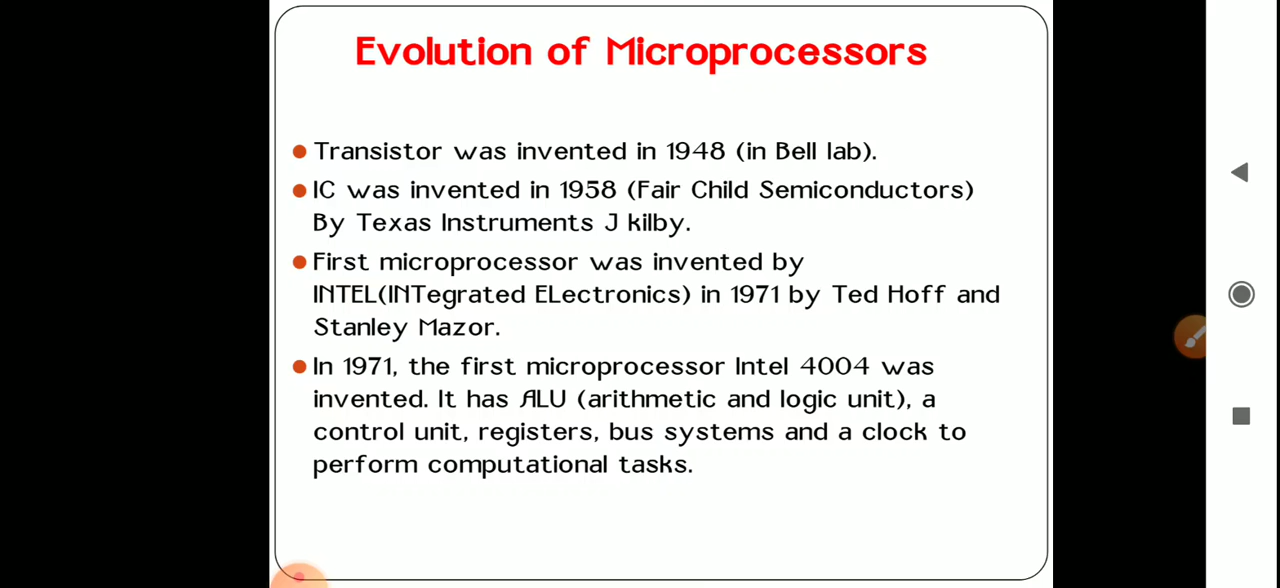 Evolution of Microprocessors
Transistor was invented in 1948 (in Bell lab).
IC was invented in 1958 (Fair Child Semiconductors)
By Texas Instruments J kilby.
First microprocessor was invented by
INTEL(INTegrated ELectronics) in 1971 by Ted Hoff and
Stanley Mazor.
In 1971, the first microprocessor Intel 4004 was
invented. It has ALU (arithmetic and logic unit), a
control unit, registers, bus systems and a clock to
perform computational tasks.